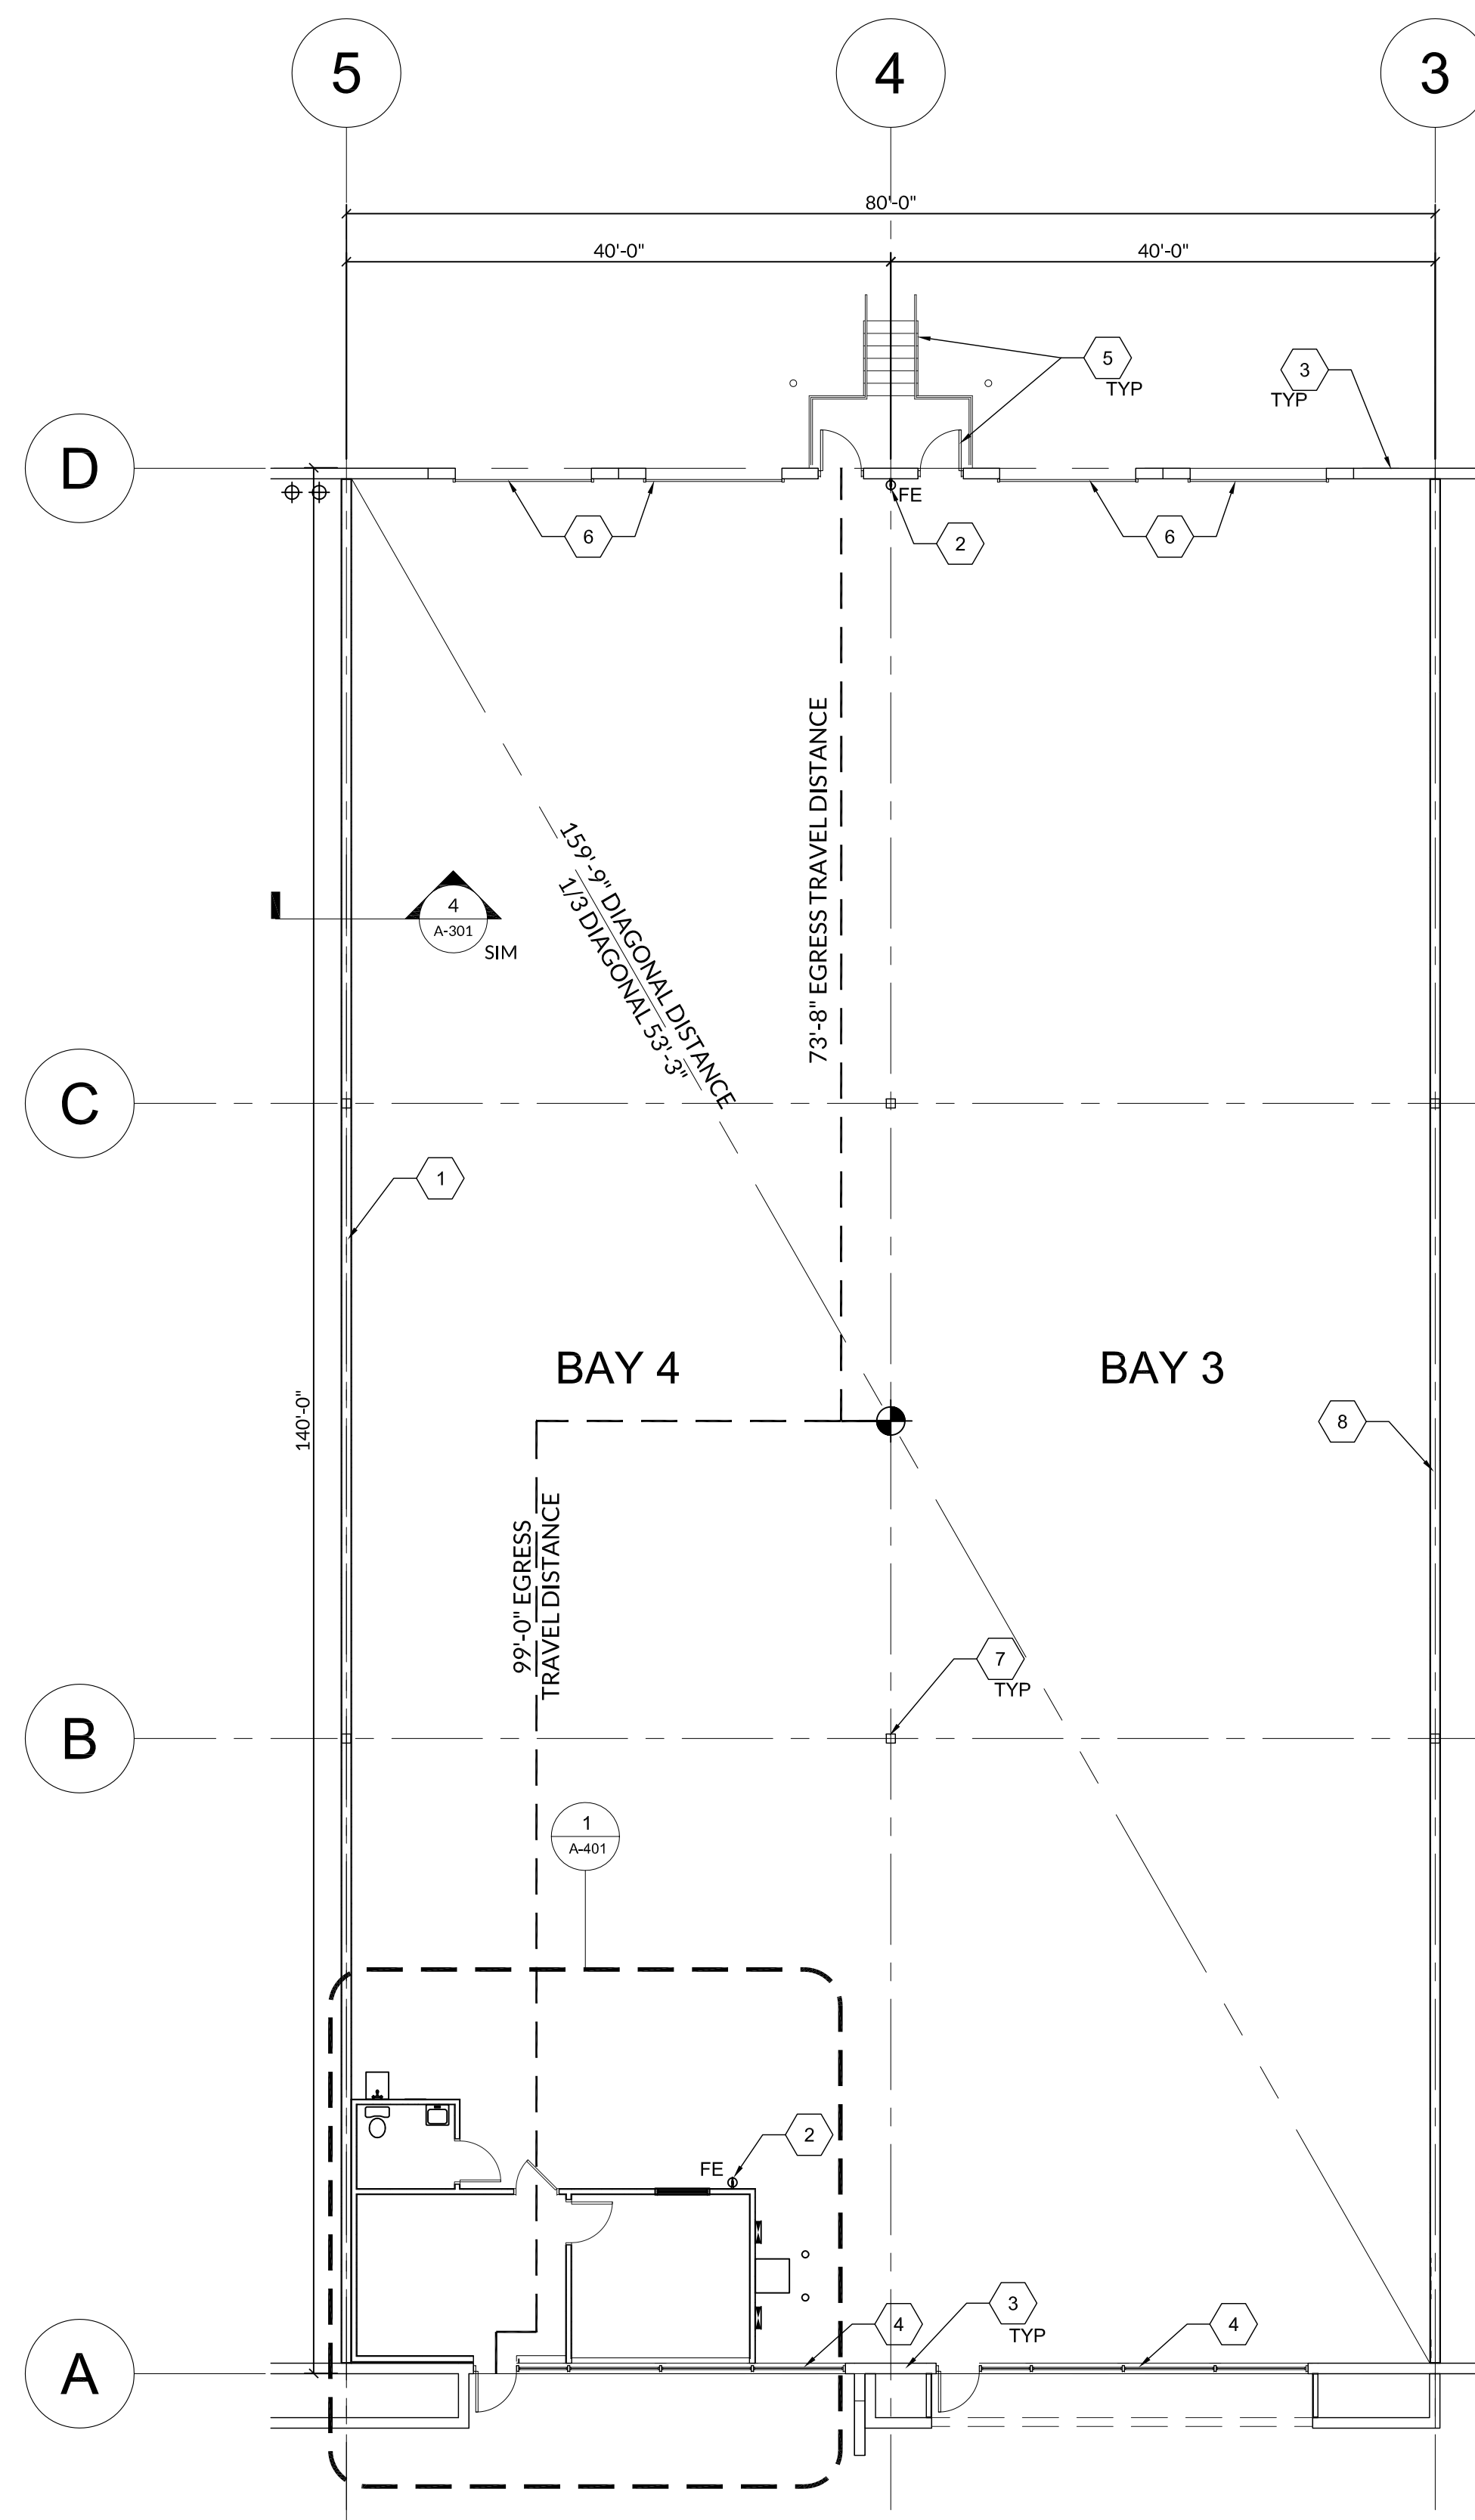 5
4
3
80'-0"
40'-0"
40'-0"
5
TYP
3
TYP
D
FE
6
2
6
159'-9" DIAGONAL DISTANCE
1/3 DIAGONAL 53'-3"
73'-8" EGRESS TRAVEL DISTANCE
4
A-301
SIM
C
1
BAY 4
BAY 3
140'-0"
8
99'-0" EGRESS
TRAVEL DISTANCE
7
TYP
B
1
A-401
2
FE
3
TYP
4
4
A